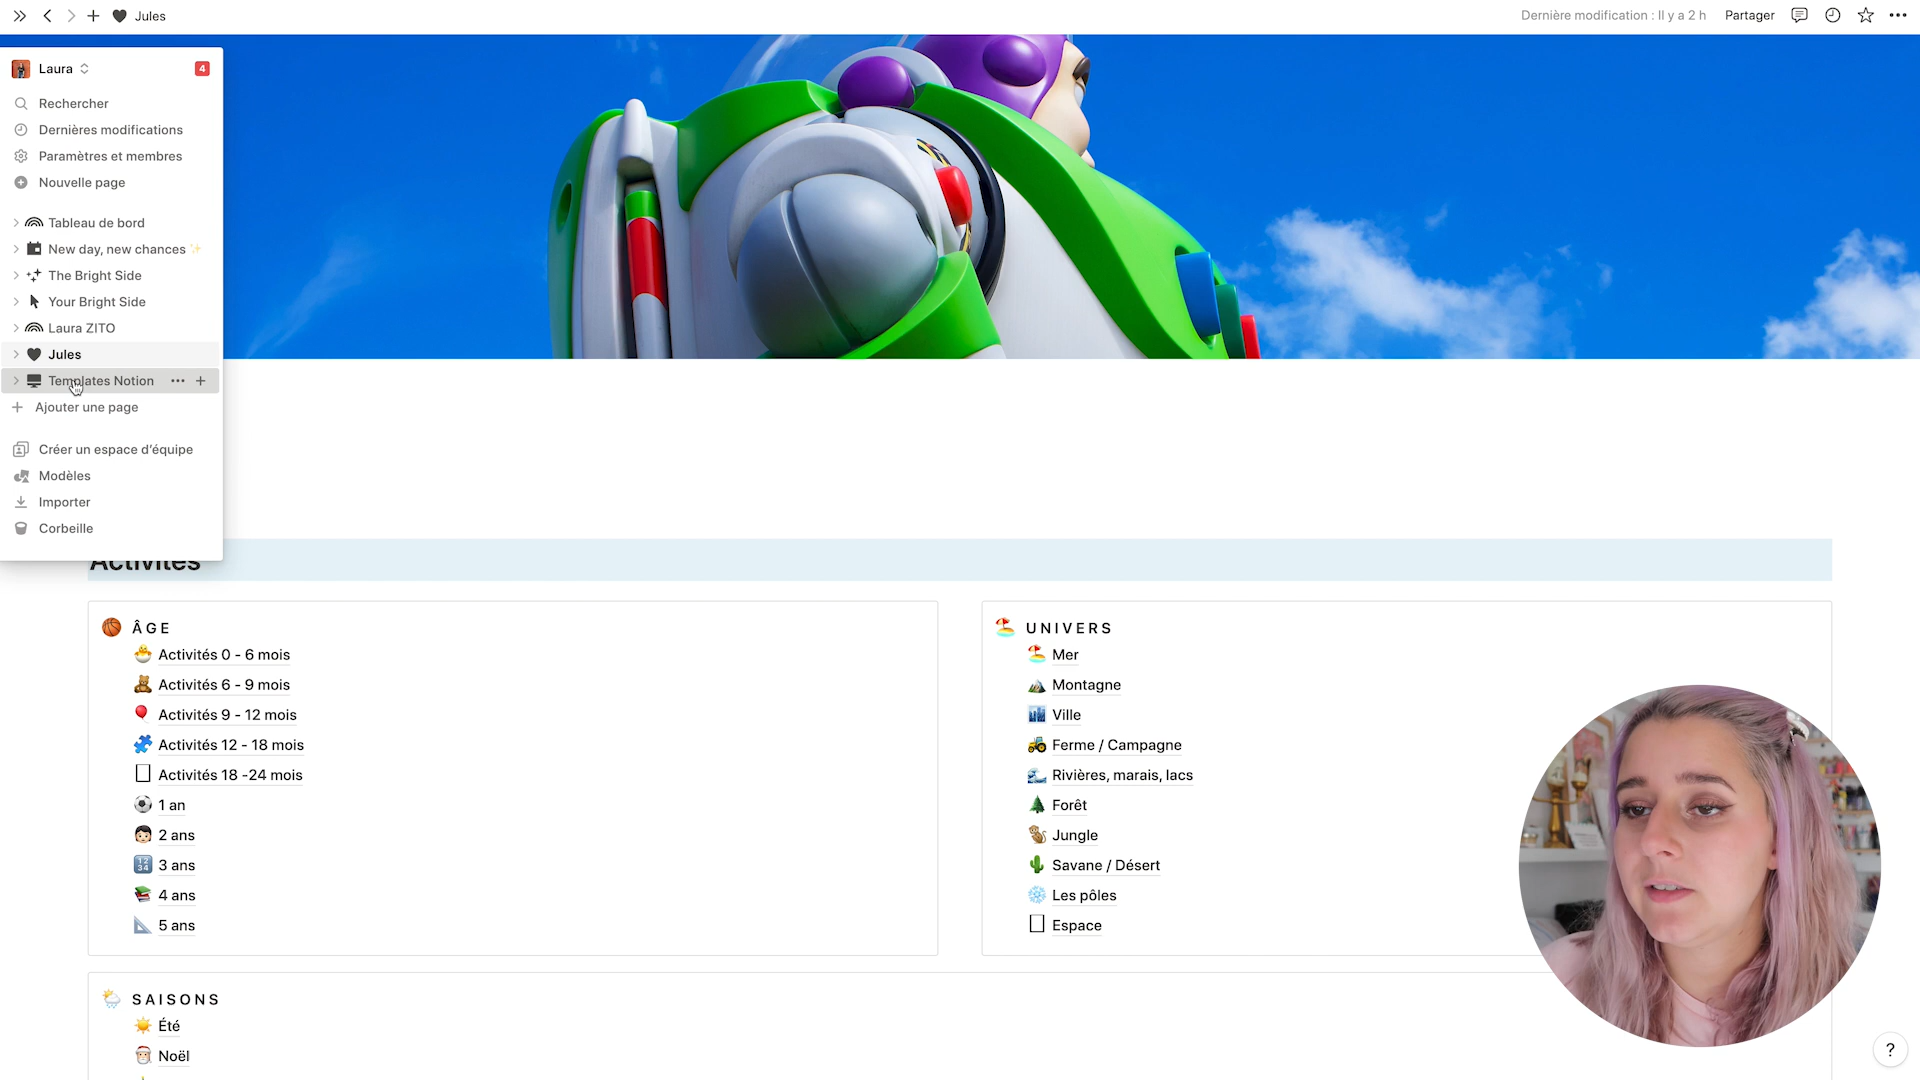 Jules
Dernière modification : Il y a 2 h
Partager
Laura
4
Rechercher
Dernières modifications
Paramètres et membres
Nouvelle page
Tableau de bord
New day, new chances
The Bright Side
Your Bright Side
Laura ZITO
Jules
Templates Notion
Ajouter une page
Créer un espace d'équipe
Modèles
Importer
Corbeille
Activités
ÂGE
Activités 0 - 6 mois
Activités 6 - 9 mois
Activités 9 - 12 mois
Activités 12 - 18 mois
Activités 18 -24 mois
1 an
2 ans
3 ans
4 ans
5 ans
UNIVERS
Mer
Montagne
Ville
Ferme / Campagne
Rivières, marais, lacs
Forêt
Jungle
Savane / Désert
Les pôles
Espace
SAISONS
Été
Noël
?